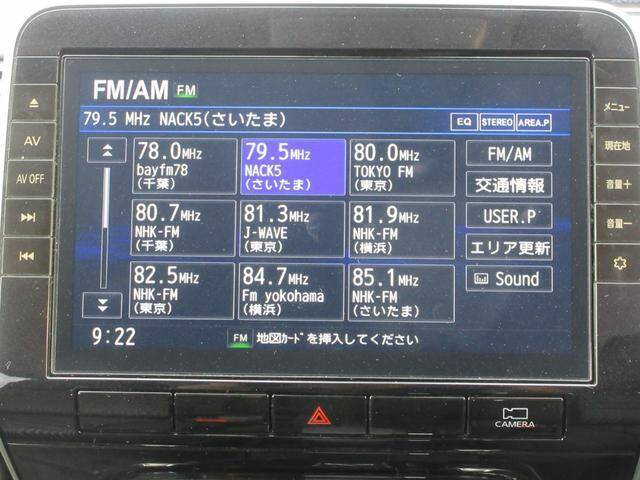 FM/AM FM
79.5 MHz NACK5(さいたま)
EQ STEREO AREA.P
78.0MHz
bayfm78
(千葉)
79.5MHz
NACK5
(さいたま)
80.0MHz
TOKYO FM
(東京)
80.7MHz
NHK-FM
(千葉)
81.3MHz
J-WAVE
(東京)
81.9MHz
NHK-FM
(横浜)
82.5MHz
NHK-FM
(東京)
84.7MHz
Fm yokohama
(横浜)
85.1MHz
NHK-FM
(さいたま)
FM/AM
交通情報
USER.P
エリア更新
Sound
9:22
FM 地図ｶｰﾄﾞを挿入してください
AV
AV OFF
メニュー
現在地
音量＋
音量－
CAMERA